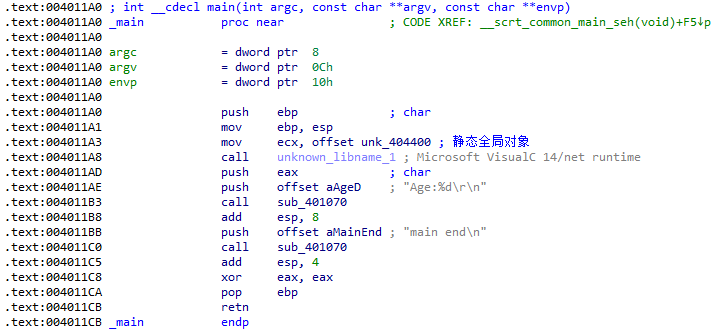 .text:004011A0 ; int __cdecl main(int argc, const char **argv, const char **envp)
.text:004011A0 _main proc near ; CODE XREF: __scrt_common_main_seh(void)+F5↓p
.text:004011A0
.text:004011A0 argc = dword ptr 8
.text:004011A0 argv = dword ptr 0Ch
.text:004011A0 envp = dword ptr 10h
.text:004011A0
.text:004011A0 push ebp ; char
.text:004011A1 mov ebp, esp
.text:004011A3 mov ecx, offset unk_404400 ; 静态全局对象
.text:004011A8 call unknown_libname_1 ; Microsoft VisualC 14/net runtime
.text:004011AD push eax ; char
.text:004011AE push offset aAgeD ; "Age:%d\r\n"
.text:004011B3 call sub_401070
.text:004011B8 add esp, 8
.text:004011BB push offset aMainEnd ; "main end\n"
.text:004011C0 call sub_401070
.text:004011C5 add esp, 4
.text:004011C8 xor eax, eax
.text:004011CA pop ebp
.text:004011CB retn
.text:004011CB _main endp